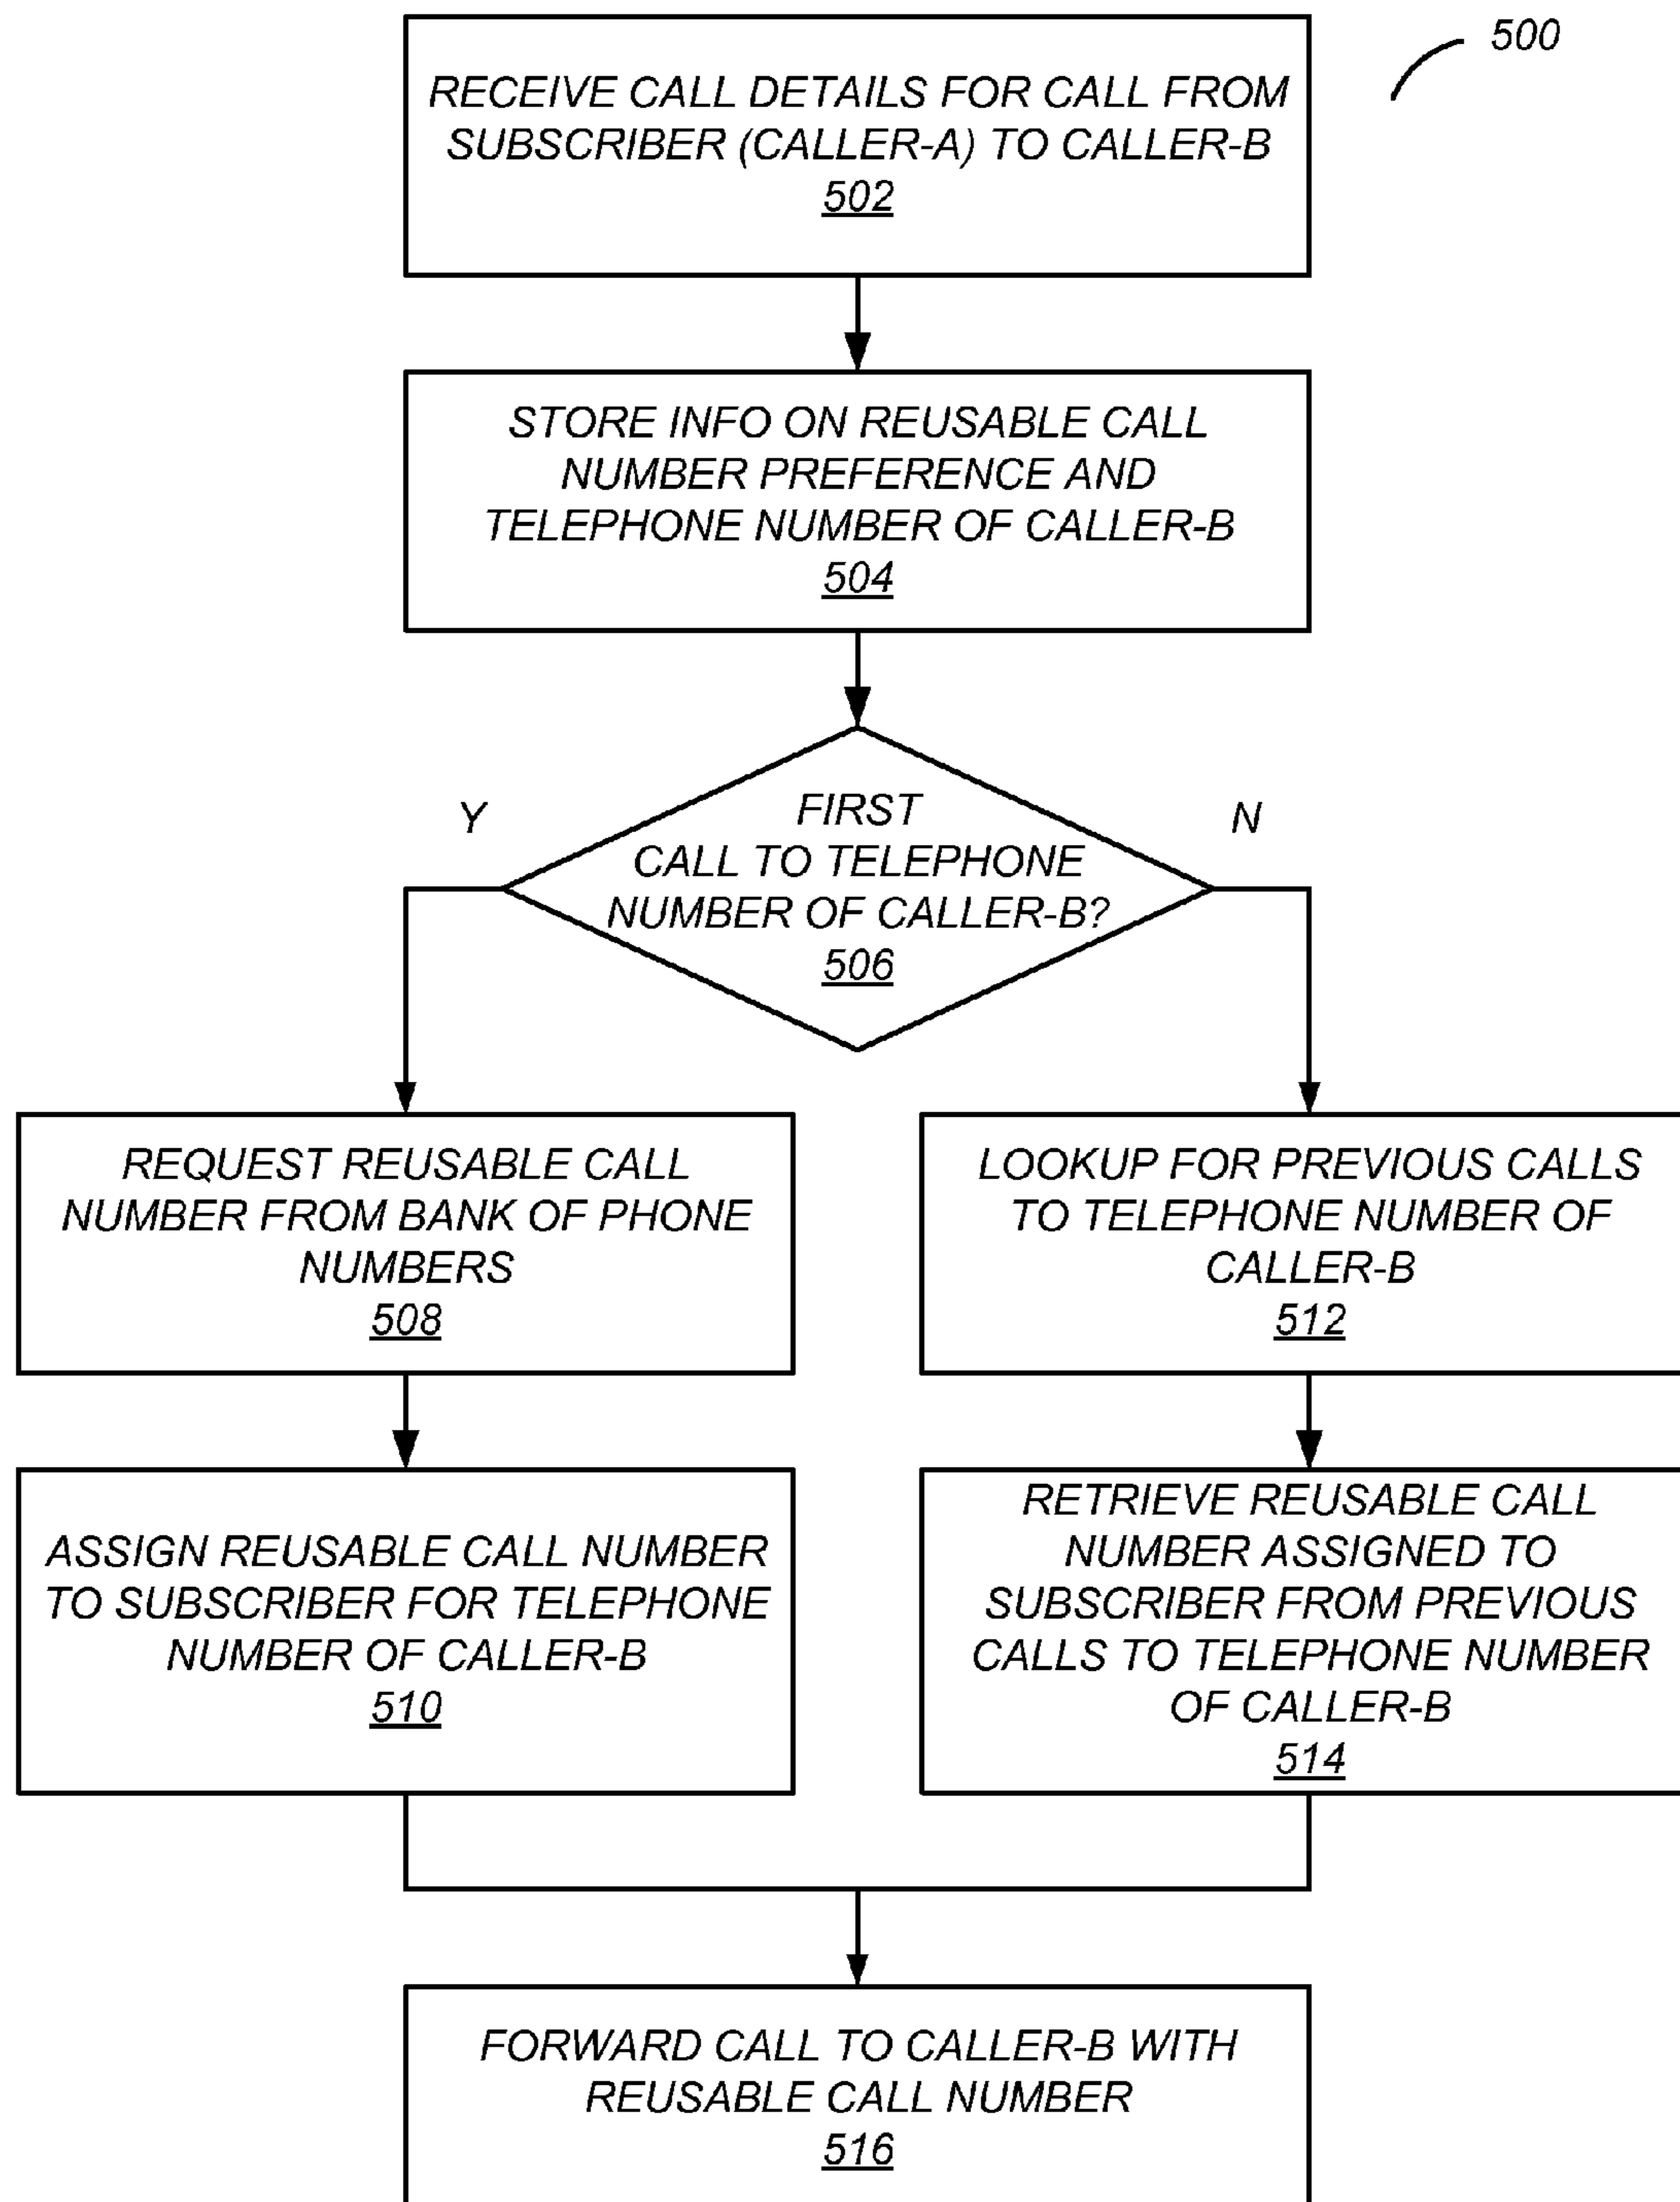 500
RECEIVE CALL DETAILS FOR CALL FROM
SUBSCRIBER (CALLER-A) TO CALLER-B
502
STORE INFO ON REUSABLE CALL
NUMBER PREFERENCE AND
TELEPHONE NUMBER OF CALLER-B
504
Y
FIRST
CALL TO TELEPHONE
NUMBER OF CALLER-B?
506
N
REQUEST REUSABLE CALL
NUMBER FROM BANK OF PHONE
NUMBERS
508
LOOKUP FOR PREVIOUS CALLS
TO TELEPHONE NUMBER OF
CALLER-B
512
ASSIGN REUSABLE CALL NUMBER
TO SUBSCRIBER FOR TELEPHONE
NUMBER OF CALLER-B
510
RETRIEVE REUSABLE CALL
NUMBER ASSIGNED TO
SUBSCRIBER FROM PREVIOUS
CALLS TO TELEPHONE NUMBER
OF CALLER-B
514
FORWARD CALL TO CALLER-B WITH
REUSABLE CALL NUMBER
516